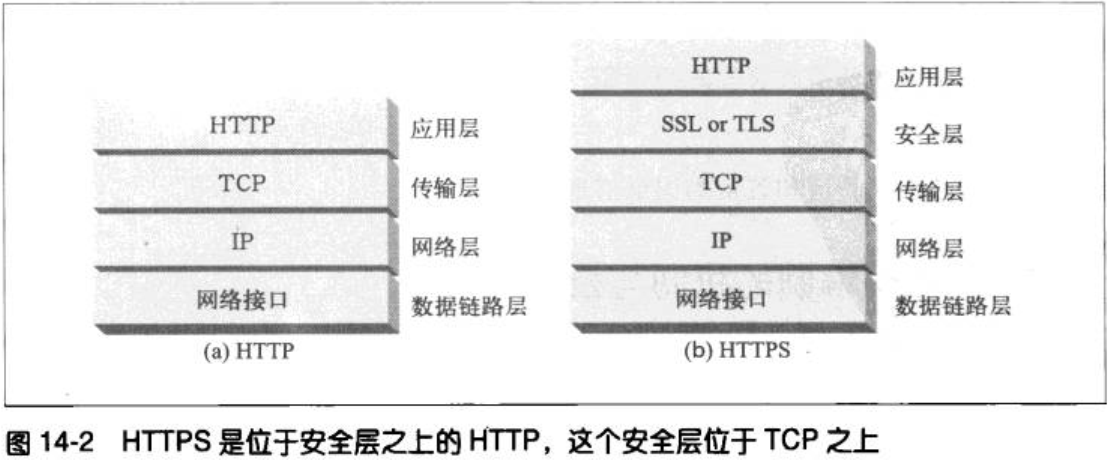 HTTP 应用层
TCP 传输层
IP 网络层
网络接口 数据链路层
(a) HTTP
HTTP 应用层
SSL or TLS 安全层
TCP 传输层
IP 网络层
网络接口 数据链路层
(b) HTTPS
图 14-2 HTTPS 是位于安全层之上的 HTTP，这个安全层位于 TCP 之上